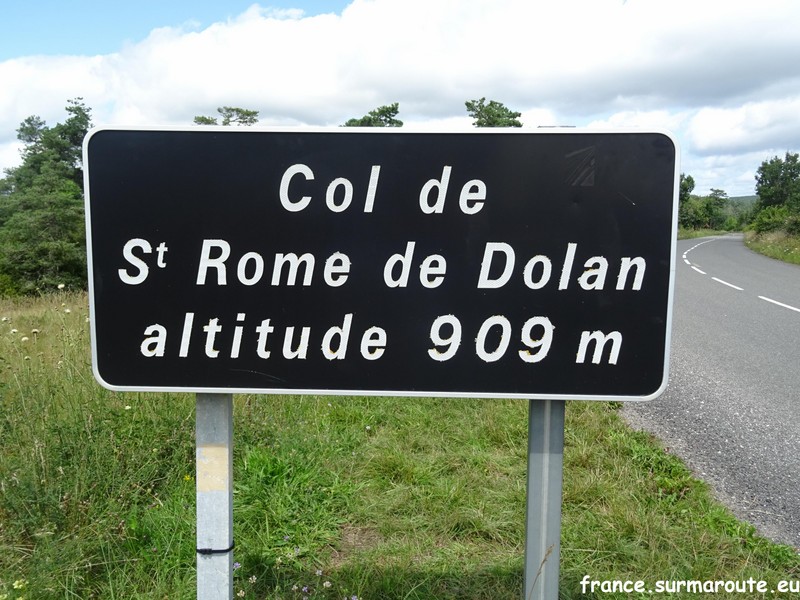 Col de
St Rome de Dolan
altitude 909 m
france.surmaroute.eu